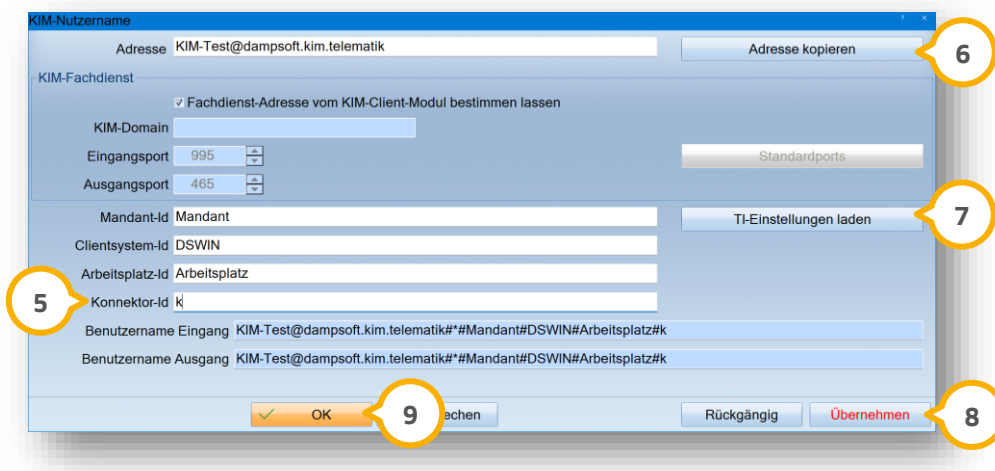 KIM-Nutzername ? ×
Adresse KIM-Test@dampsoft.kim.telematik Adresse kopieren 6
KIM-Fachdienst
Fachdienst-Adresse vom KIM-Client-Modul bestimmen lassen
KIM-Domain
Eingangsport 995 Standardports
Ausgangsport 465
Mandant-Id Mandant TI-Einstellungen laden 7
Clientsystem-Id DSWIN
Arbeitsplatz-Id Arbeitsplatz
5 Konnektor-Id k
Benutzername Eingang KIM-Test@dampsoft.kim.telematik#*#Mandant#DSWIN#Arbeitsplatz#k
Benutzername Ausgang KIM-Test@dampsoft.kim.telematik#*#Mandant#DSWIN#Arbeitsplatz#k
OK 9 echen Rückgängig Übernehmen 8